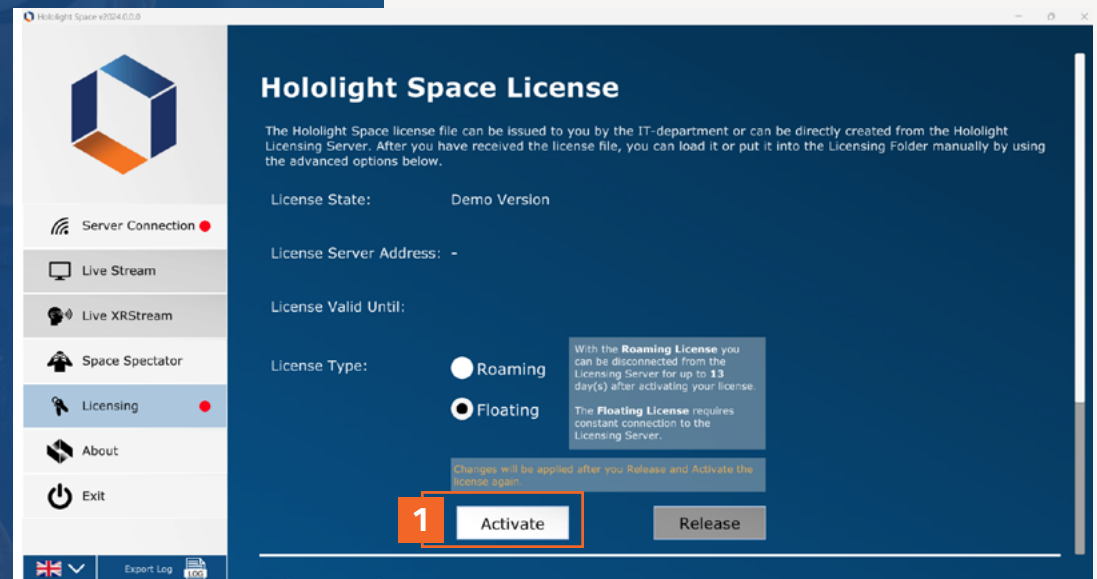 Hololight Space v2024.0.0.0
Hololight Space License
The Hololight Space license file can be issued to you by the IT-department or can be directly created from the Hololight
Licensing Server. After you have received the license file, you can load it or put it into the Licensing Folder manually by using
the advanced options below.
License State: Demo Version
Server Connection
License Server Address: -
Live Stream
License Valid Until:
Live XRStream
Space Spectator
License Type:
Roaming
Floating
With the Roaming License you
can be disconnected from the
Licensing Server for up to 13
day(s) after activating your license.
The Floating License requires
constant connection to the
Licensing Server.
Licensing
About
Changes will be applied after you Release and Activate the
license again.
Exit
1
Activate
Release
Export Log
LOG